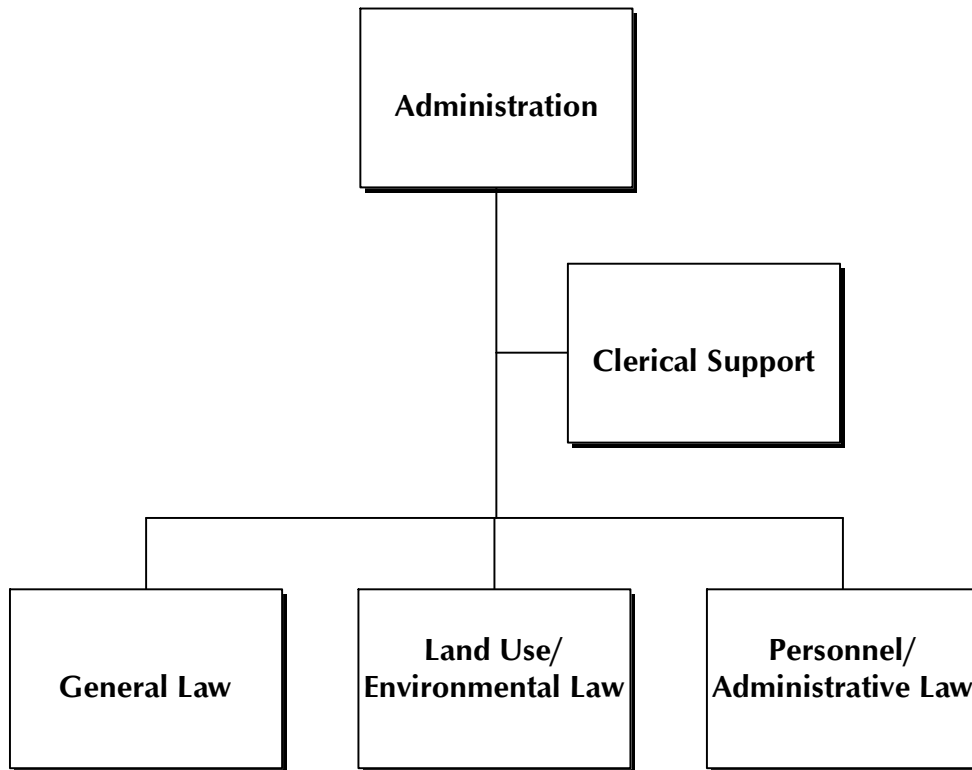 Administration
Clerical Support
General Law
Land Use/
Environmental Law
Personnel/
Administrative Law